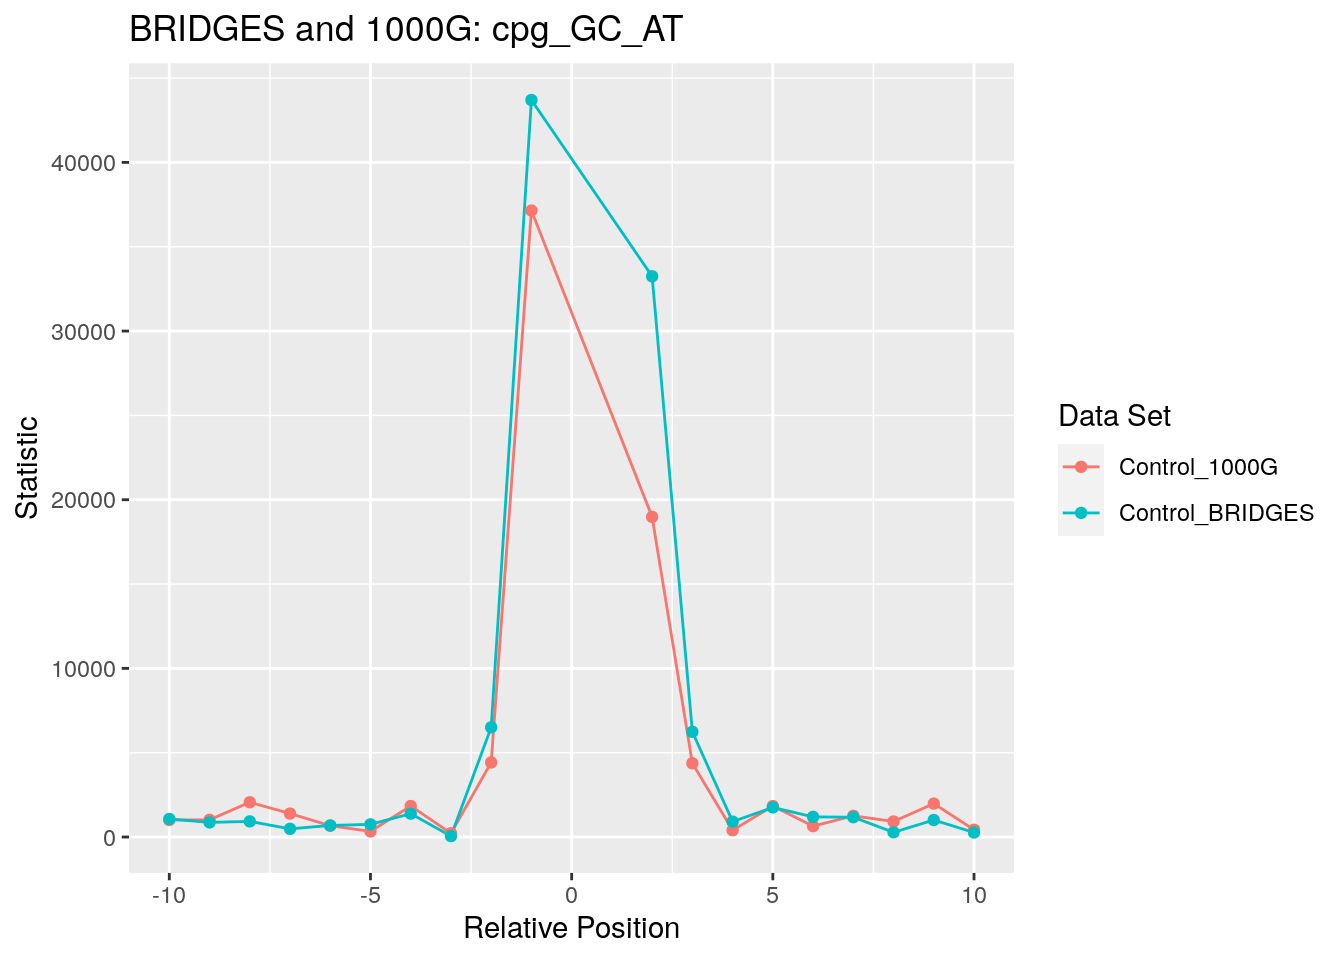 BRIDGES and 1000G: cpg_GC_AT
40000
30000
20000
10000
0
Statistic
-10
-5
0
5
10
Relative Position
Data Set
Control_1000G
Control_BRIDGES